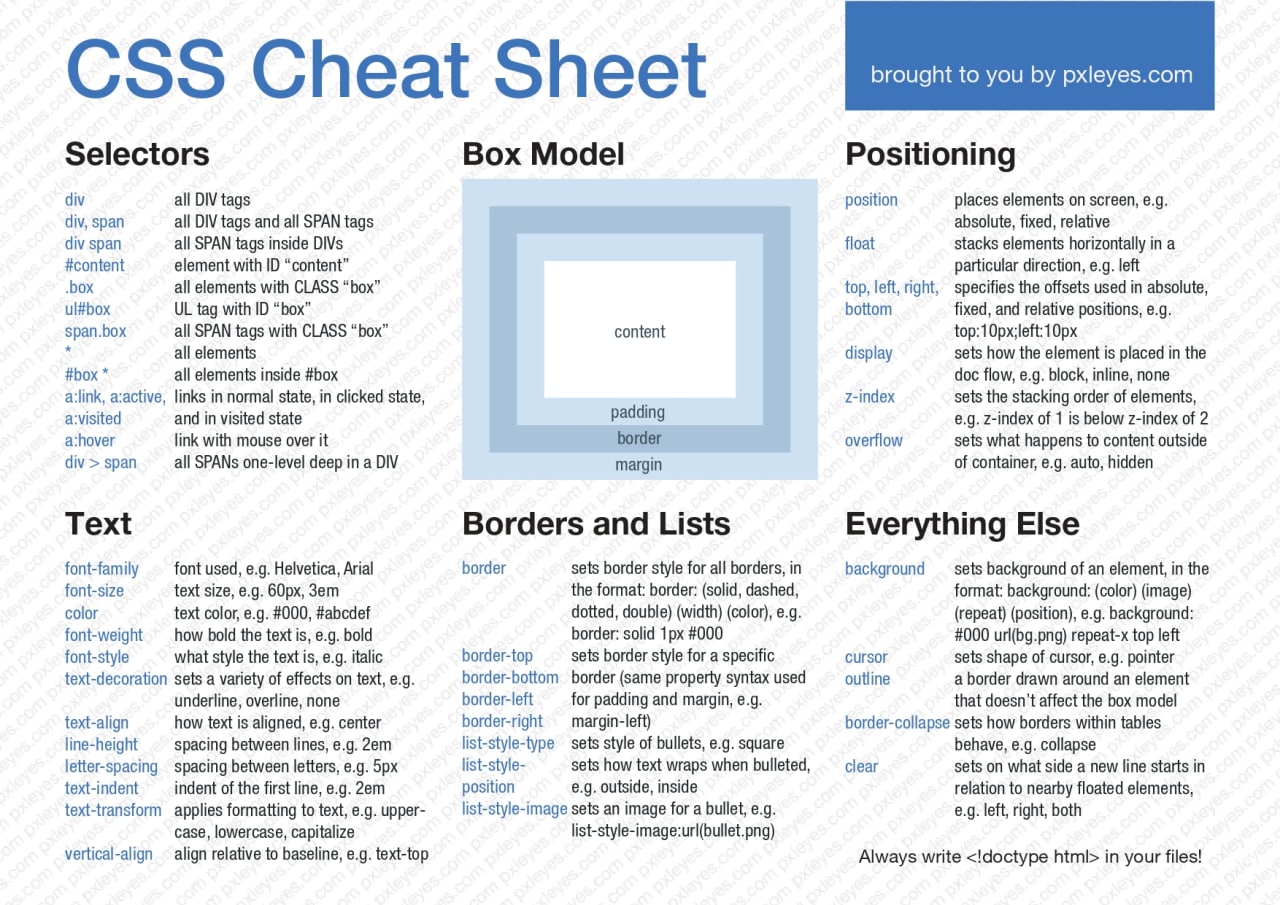 CSS Cheat Sheet
brought to you by pxleyes.com
Selectors
div all DIV tags
div, span all DIV tags and all SPAN tags
div span all SPAN tags inside DIVs
#content element with ID “content”
.box all elements with CLASS “box”
ul#box UL tag with ID “box”
span.box all SPAN tags with CLASS “box”
* all elements
#box * all elements inside #box
a:link, a:active, links in normal state, in clicked state,
a:visited and in visited state
a:hover link with mouse over it
div > span all SPANs one-level deep in a DIV
Box Model
content
padding
border
margin
Positioning
position places elements on screen, e.g.
absolute, fixed, relative
float stacks elements horizontally in a
particular direction, e.g. left
top, left, right, specifies the offsets used in absolute,
bottom fixed, and relative positions, e.g.
top:10px;left:10px
display sets how the element is placed in the
doc flow, e.g. block, inline, none
z-index sets the stacking order of elements,
e.g. z-index of 1 is below z-index of 2
overflow sets what happens to content outside
of container, e.g. auto, hidden
Text
font-family font used, e.g. Helvetica, Arial
font-size text size, e.g. 60px, 3em
color text color, e.g. #000, #abcdef
font-weight how bold the text is, e.g. bold
font-style what style the text is, e.g. italic
text-decoration sets a variety of effects on text, e.g.
underline, overline, none
text-align how text is aligned, e.g. center
line-height spacing between lines, e.g. 2em
letter-spacing spacing between letters, e.g. 5px
text-indent indent of the first line, e.g. 2em
text-transform applies formatting to text, e.g. upper-
case, lowercase, capitalize
vertical-align align relative to baseline, e.g. text-top
Borders and Lists
border sets border style for all borders, in
the format: border: (solid, dashed,
dotted, double) (width) (color), e.g.
border: solid 1px #000
border-top sets border style for a specific
border-bottom border (same property syntax used
border-left for padding and margin, e.g.
border-right margin-left)
list-style-type sets style of bullets, e.g. square
list-style- sets how text wraps when bulleted,
position e.g. outside, inside
list-style-image sets an image for a bullet, e.g.
list-style-image:url(bullet.png)
Everything Else
background sets background of an element, in the
format: background: (color) (image)
(repeat) (position), e.g. background:
#000 url(bg.png) repeat-x top left
cursor sets shape of cursor, e.g. pointer
outline a border drawn around an element
that doesn’t affect the box model
border-collapse sets how borders within tables
behave, e.g. collapse
clear sets on what side a new line starts in
relation to nearby floated elements,
e.g. left, right, both
Always write <!doctype html> in your files!